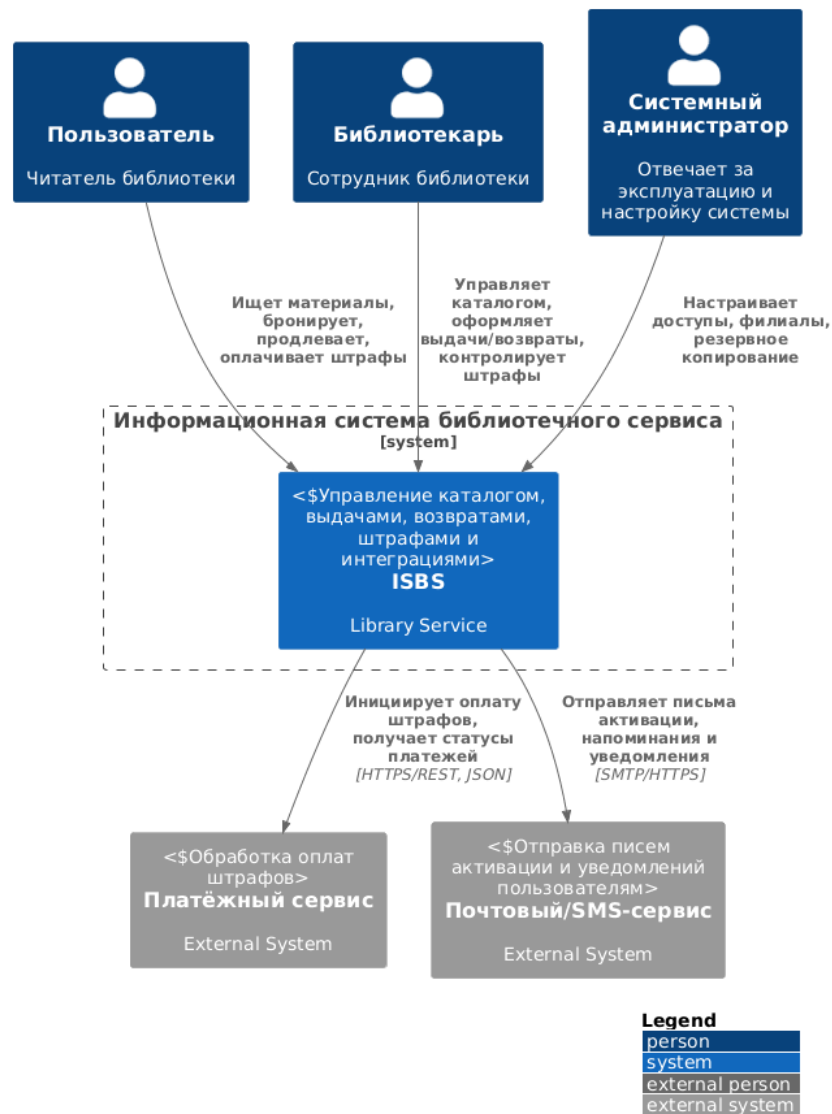 Пользователь
Читатель библиотеки
Библиотекарь
Сотрудник библиотеки
Системный
администратор
Отвечает за
эксплуатацию и
настройку системы
Ищет материалы,
бронирует,
продлевает,
оплачивает штрафы
Управляет
каталогом,
оформляет
выдачи/возвраты,
контролирует
штрафы
Настраивает
доступы, филиалы,
резервное
копирование
Информационная система библиотечного сервиса
[system]
<$Управление каталогом,
выдачами, возвратами,
штрафами и
интеграциями>
ISBS
Library Service
Инициирует оплату
штрафов,
получает статусы
платежей
[HTTPS/REST, JSON]
Отправляет письма
активации,
напоминания и
уведомления
[SMTP/HTTPS]
<$Обработка оплат
штрафов>
Платёжный сервис
External System
<$Отправка писем
активации и уведомлений
пользователям>
Почтовый/SMS-сервис
External System
Legend
person
system
external person
external system